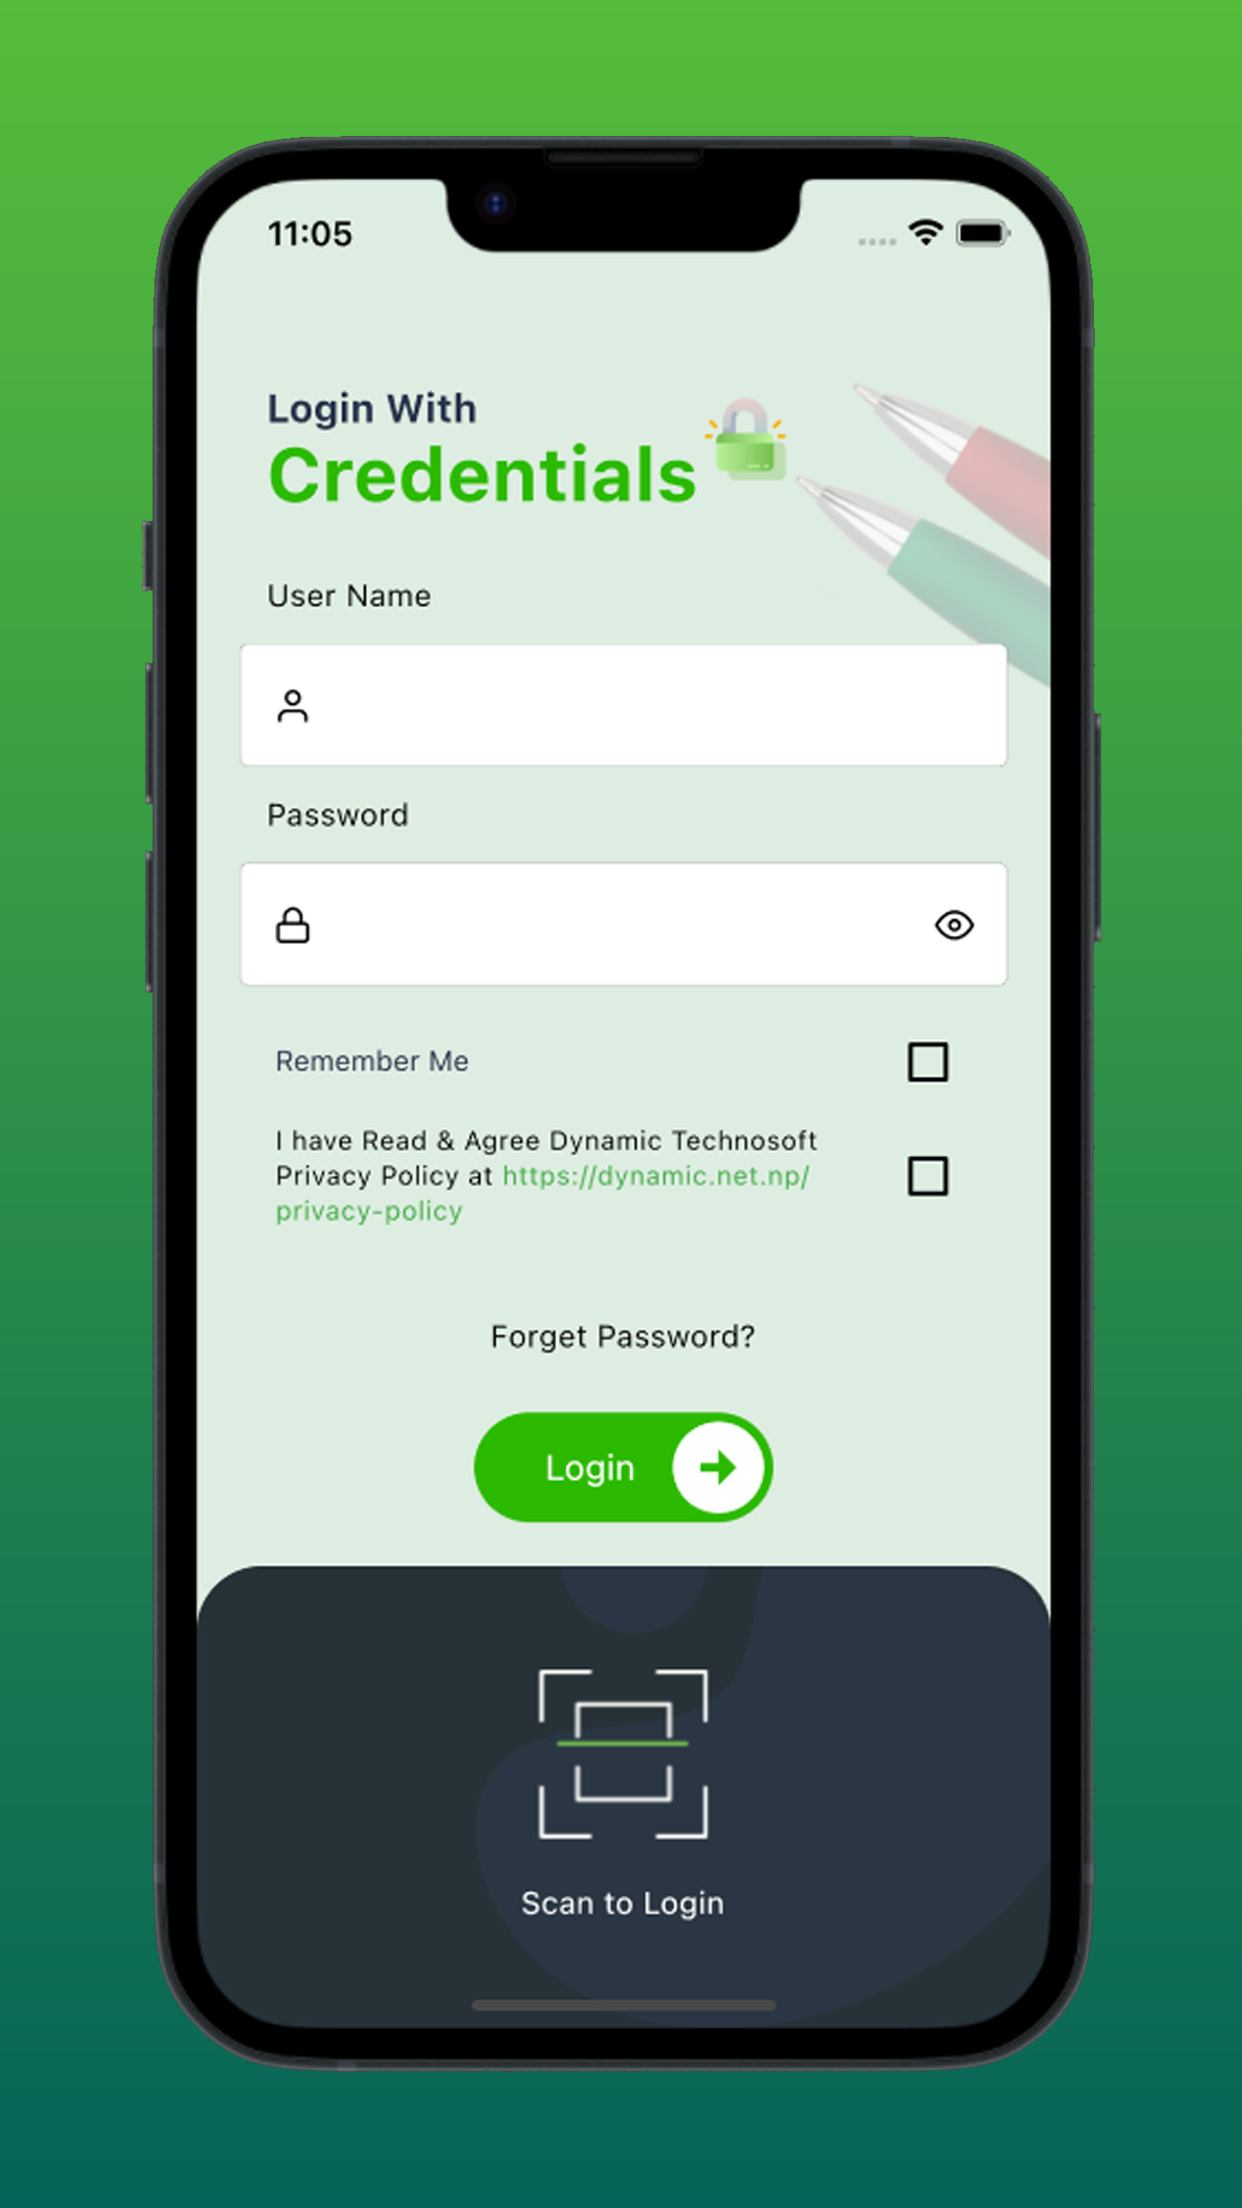 11:05
Login With
Credentials
User Name
Password
Remember Me
I have Read & Agree Dynamic Technosoft
Privacy Policy at https://dynamic.net.np/
privacy-policy
Forget Password?
Login
Scan to Login